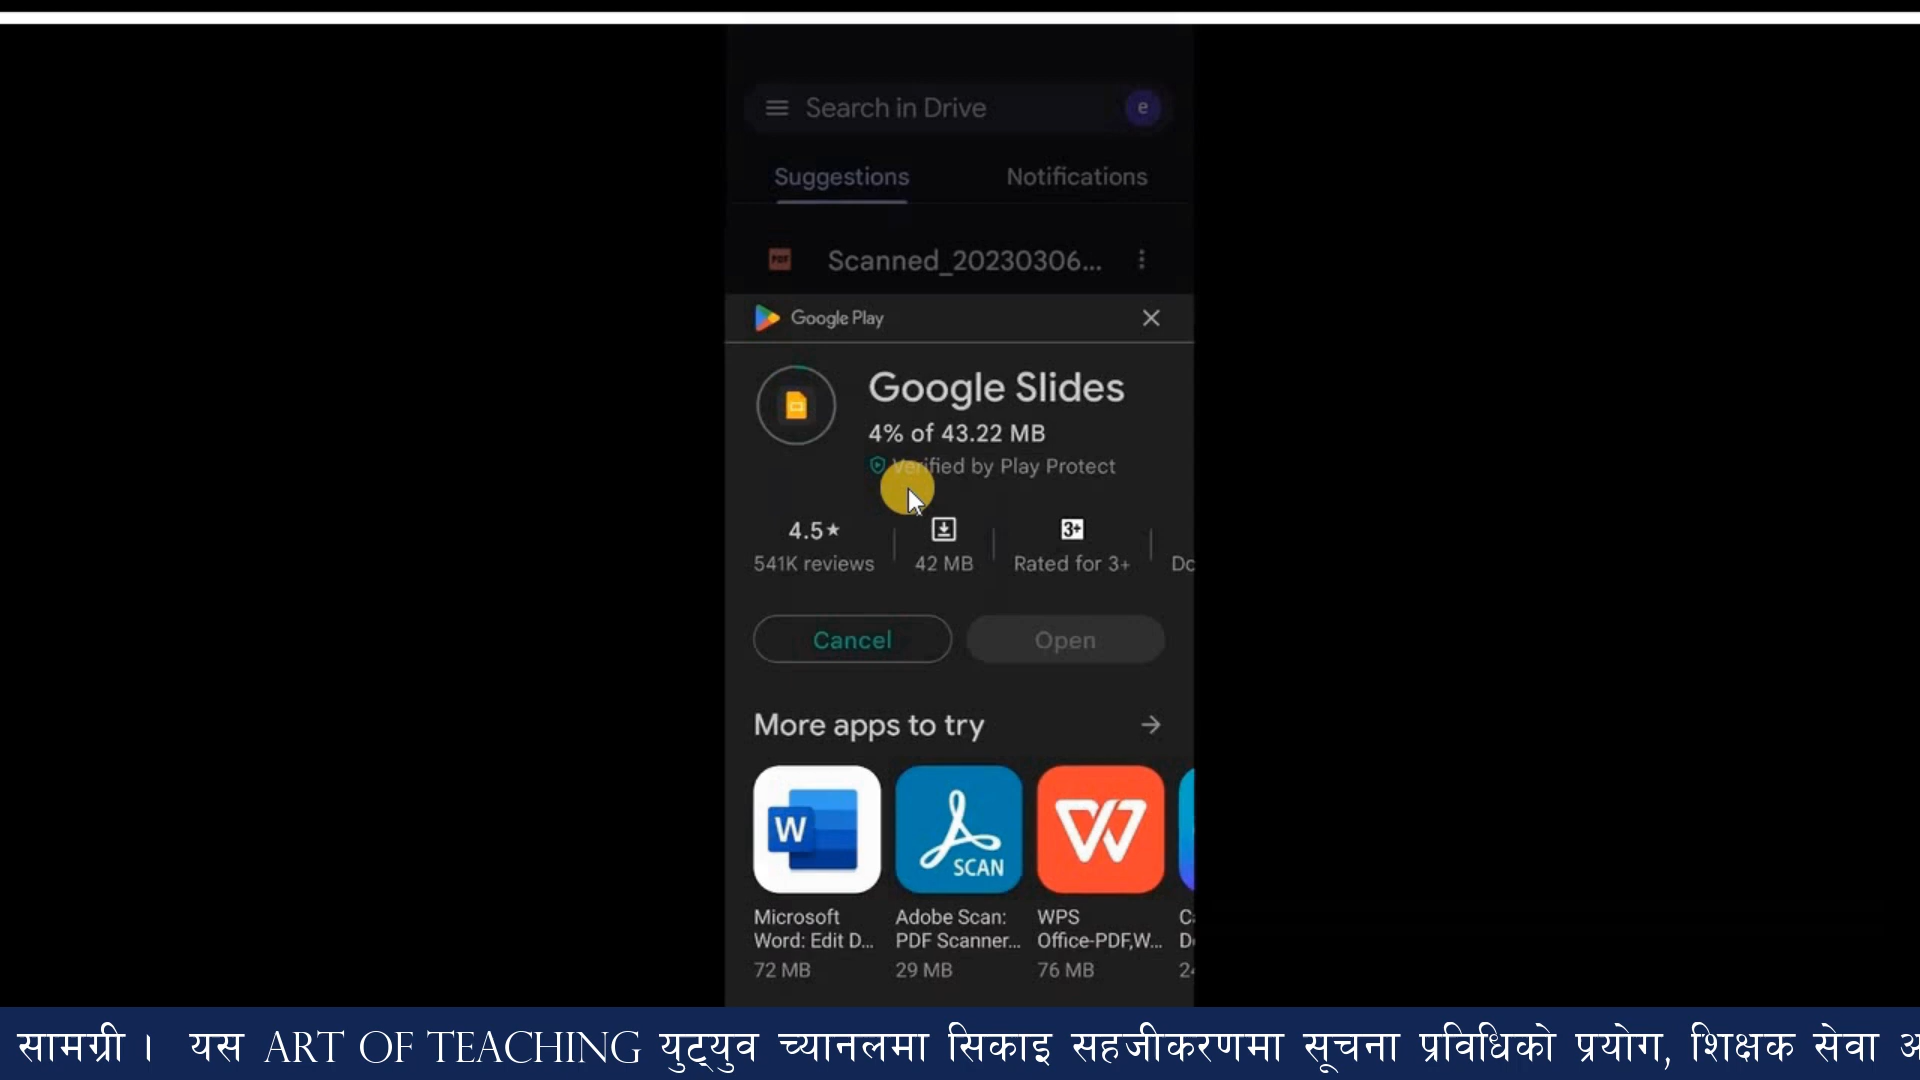 Search in Drive
e
Suggestions
Notifications
PDF
Scanned_20230306...
Google Play
Google Slides
4% of 43.22 MB
Verified by Play Protect
4.5★
3+
541K reviews
42 MB
Rated for 3+
Cancel
Open
More apps to try
W
SCAN
W
Microsoft
Word: Edit D...
72 MB
Adobe Scan:
PDF Scanner...
29 MB
WPS
Office-PDF,W...
76 MB
सामग्री । यस ART OF TEACHING युट्युव च्यानलमा सिकाइ सहजीकरणमा सूचना प्रविधिको प्रयोग, शिक्षक सेवा